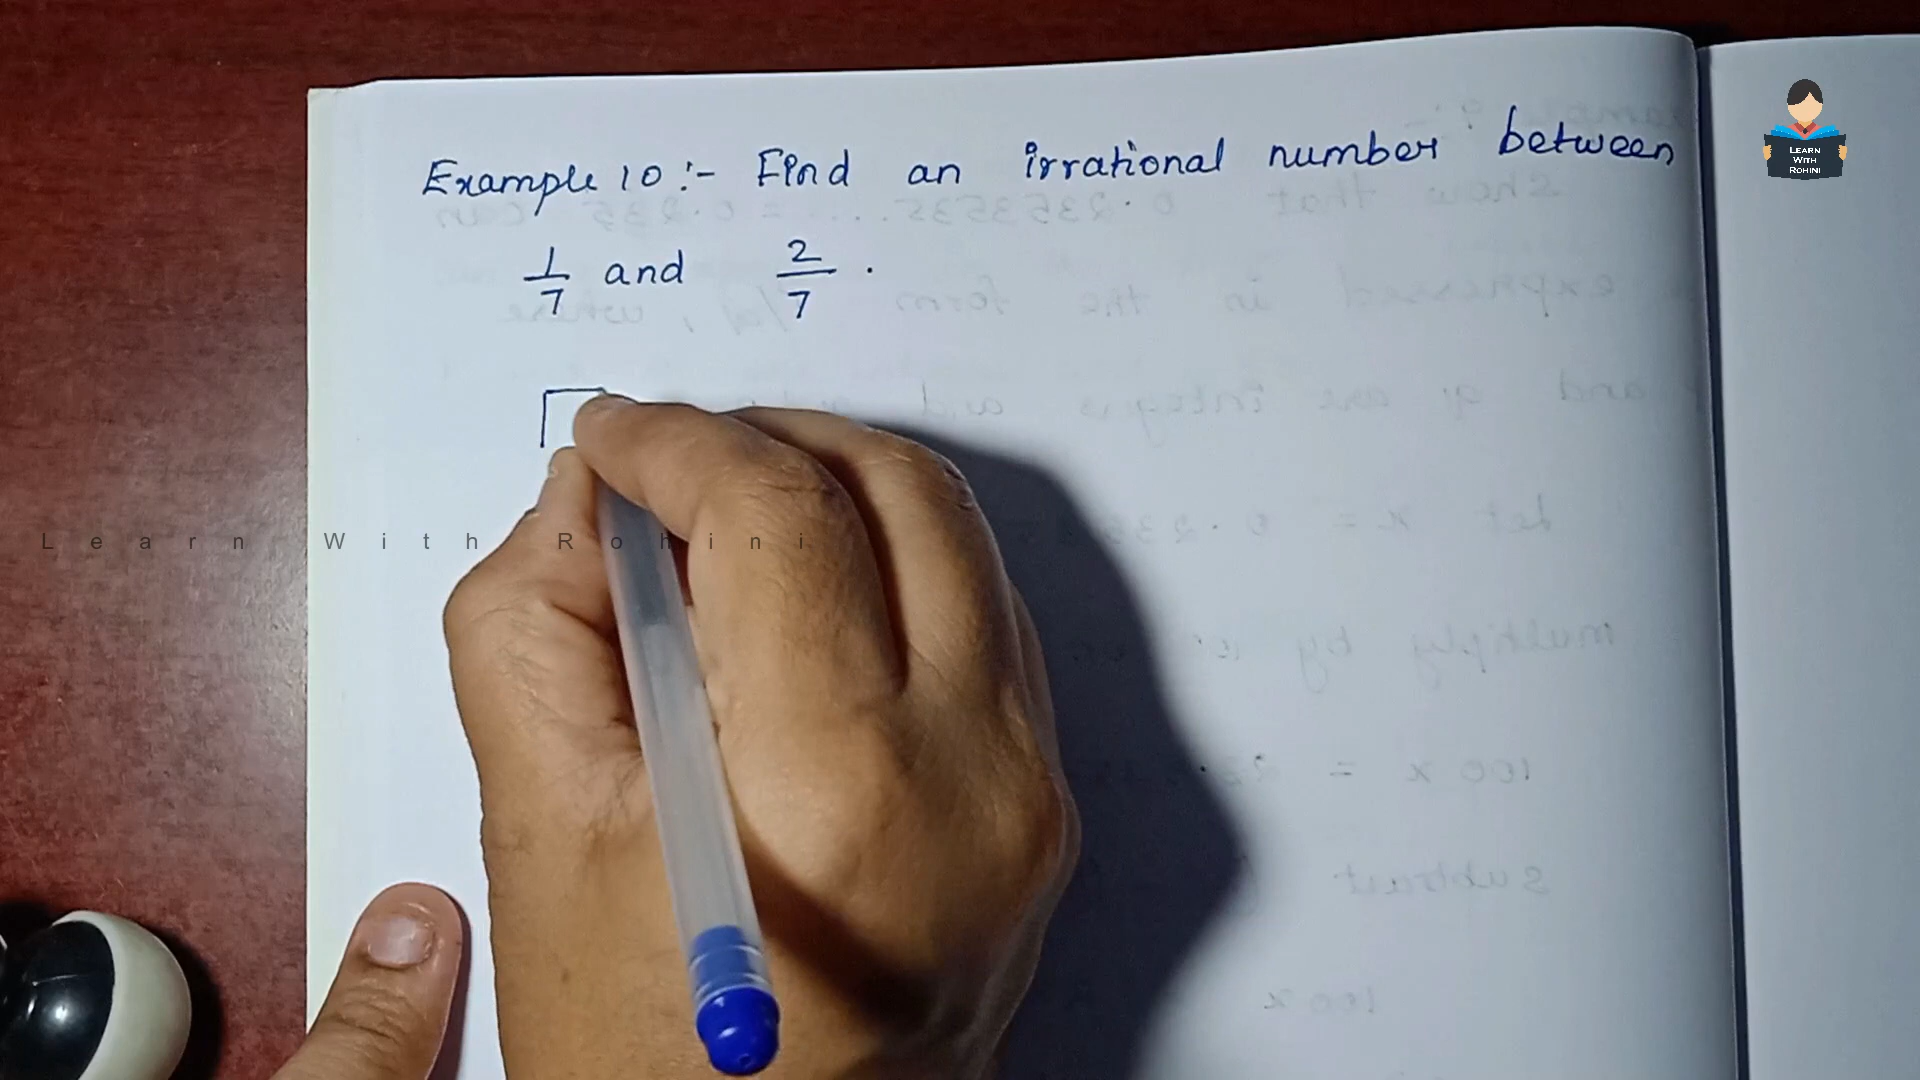 Example 10 :- Find an irrational number between
1/7 and 2/7 .
LEARN
WITH
ROHINI
Learn With Rohini